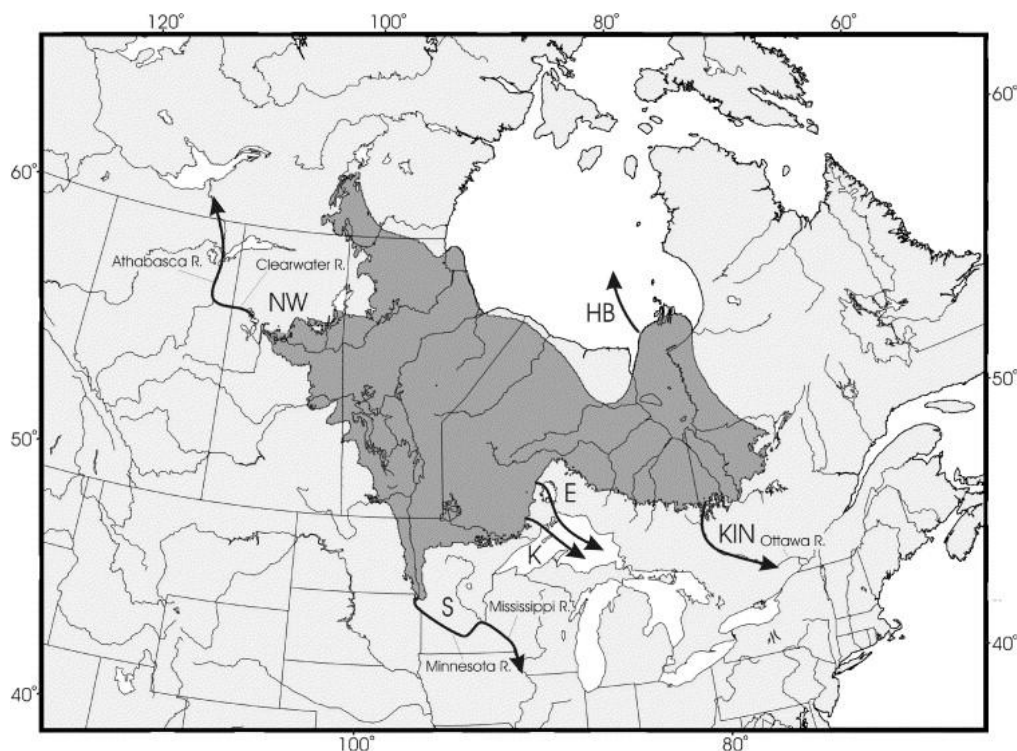 120°
100°
80°
60°
60°
60°
Athabasca R.
Clearwater R.
NW
HB
50°
50°
E
KIN
Ottawa R.
K
S
Mississippi R.
Minnesota R.
40°
40°
100°
80°